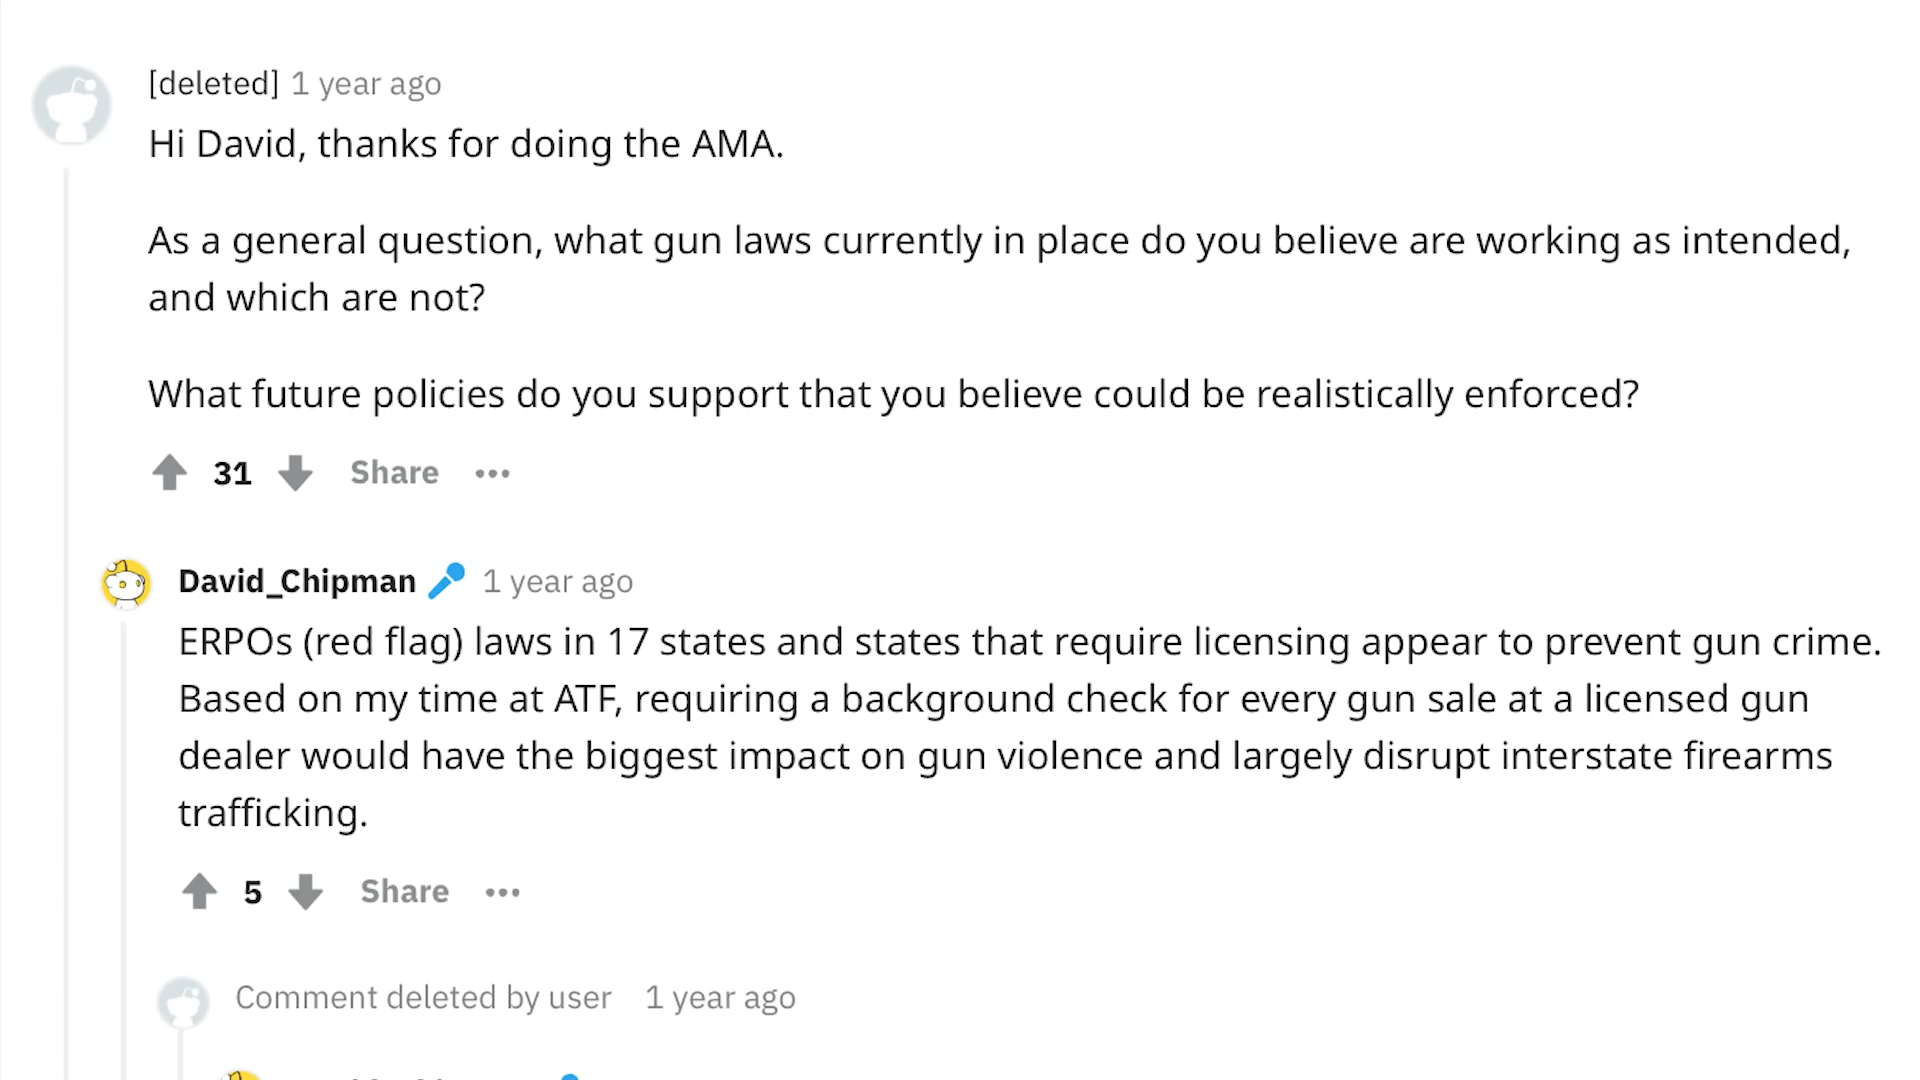 [deleted] 1 year ago
Hi David, thanks for doing the AMA.
As a general question, what gun laws currently in place do you believe are working as intended,
and which are not?
What future policies do you support that you believe could be realistically enforced?
31 Share ...
David_Chipman 1 year ago
ERPOs (red flag) laws in 17 states and states that require licensing appear to prevent gun crime.
Based on my time at ATF, requiring a background check for every gun sale at a licensed gun
dealer would have the biggest impact on gun violence and largely disrupt interstate firearms
trafficking.
5 Share ...
Comment deleted by user 1 year ago